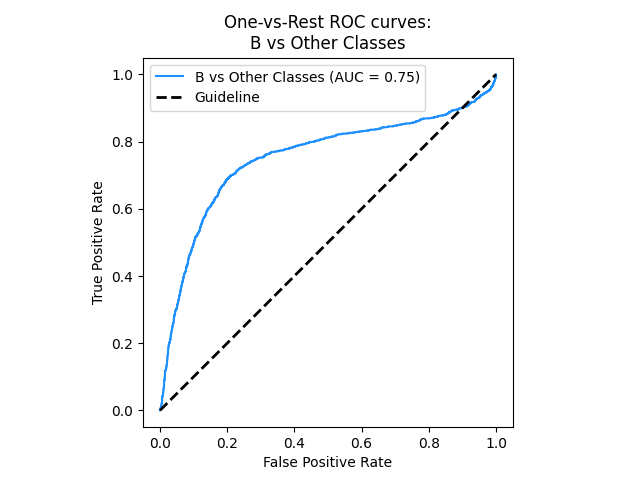 One-vs-Rest ROC curves:
B vs Other Classes
B vs Other Classes (AUC = 0.75)
Guideline
True Positive Rate
1.0
0.8
0.6
0.4
0.2
0.0
0.0 0.2 0.4 0.6 0.8 1.0
False Positive Rate